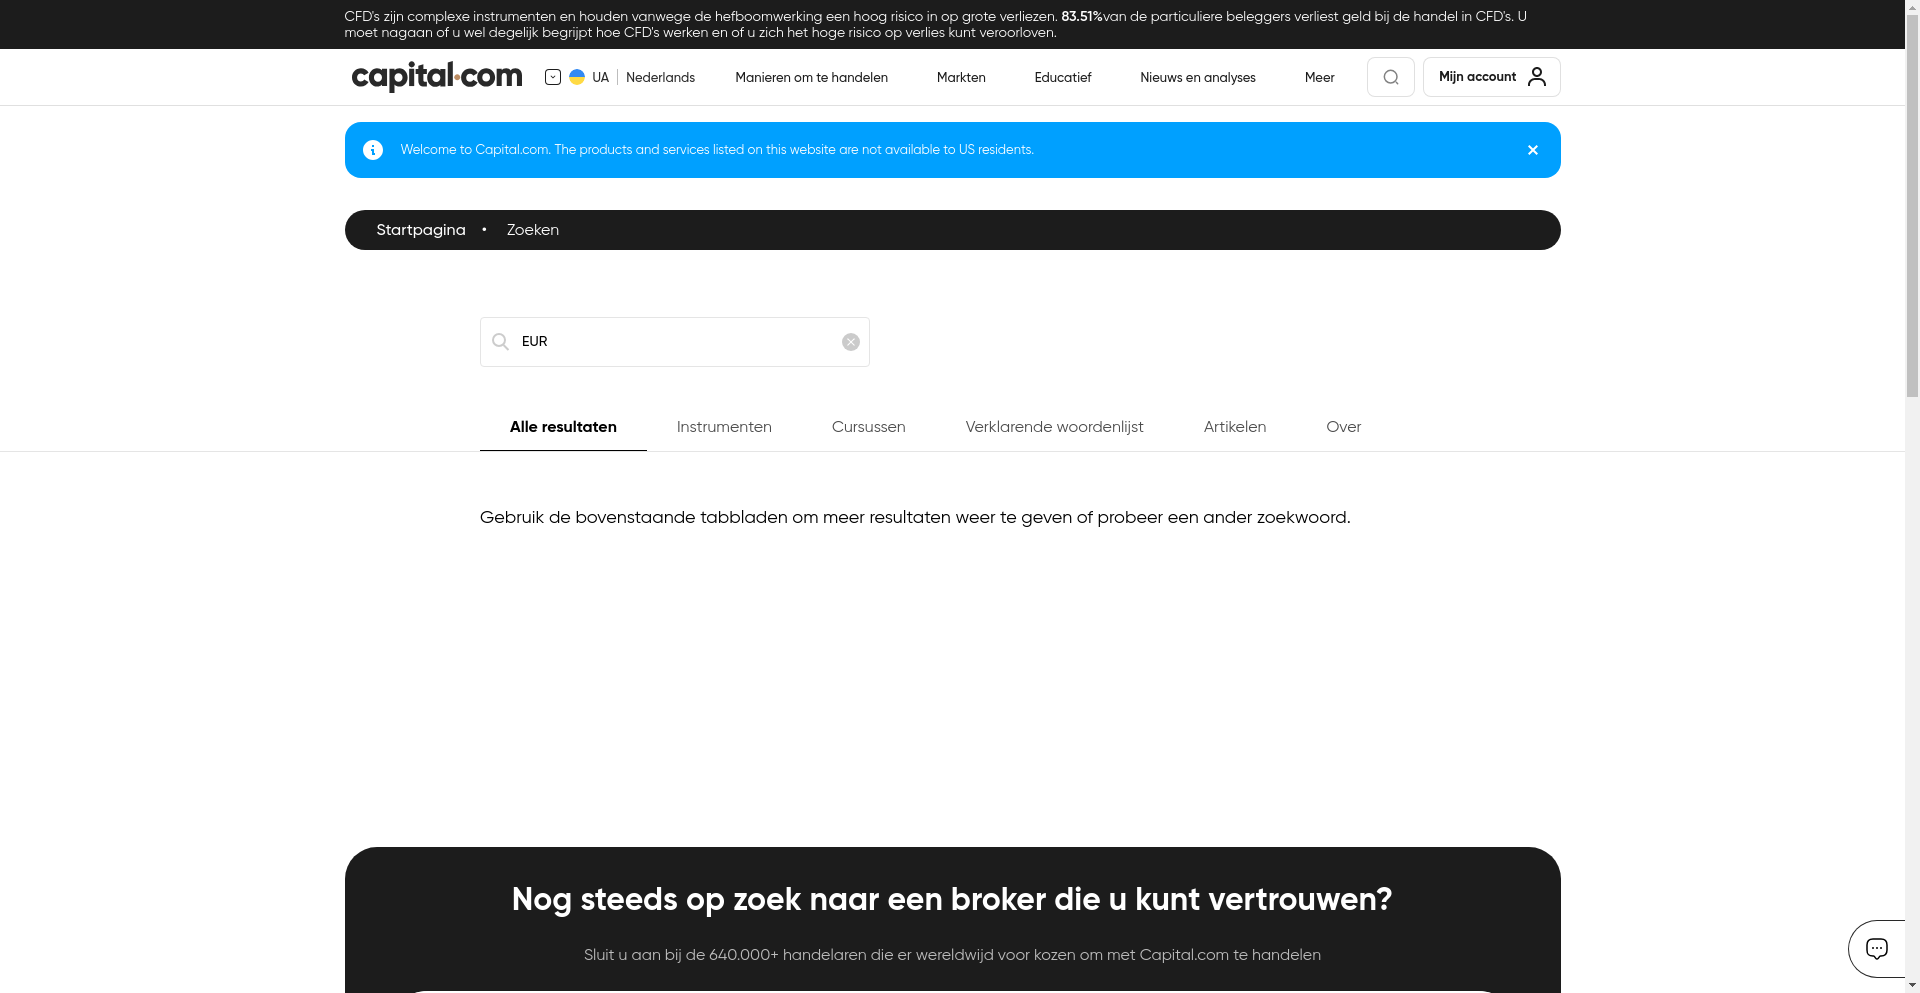 CFD's zijn complexe instrumenten en houden vanwege de hefboomwerking een hoog risico in op grote verliezen. 83.51%van de particuliere beleggers verliest geld bij de handel in CFD's. U
moet nagaan of u wel degelijk begrijpt hoe CFD's werken en of u zich het hoge risico op verlies kunt veroorloven.
capital.com UA Nederlands Manieren om te handelen Markten Educatief Nieuws en analyses Meer Mijn account
Welcome to Capital.com. The products and services listed on this website are not available to US residents.
Startpagina • Zoeken
EUR
Alle resultaten Instrumenten Cursussen Verklarende woordenlijst Artikelen Over
Gebruik de bovenstaande tabbladen om meer resultaten weer te geven of probeer een ander zoekwoord.
Nog steeds op zoek naar een broker die u kunt vertrouwen?
Sluit u aan bij de 640.000+ handelaren die er wereldwijd voor kozen om met Capital.com te handelen